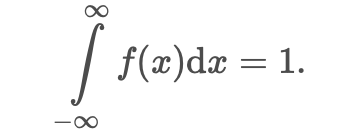 ∫_{-∞}^{∞} f(x)dx = 1.